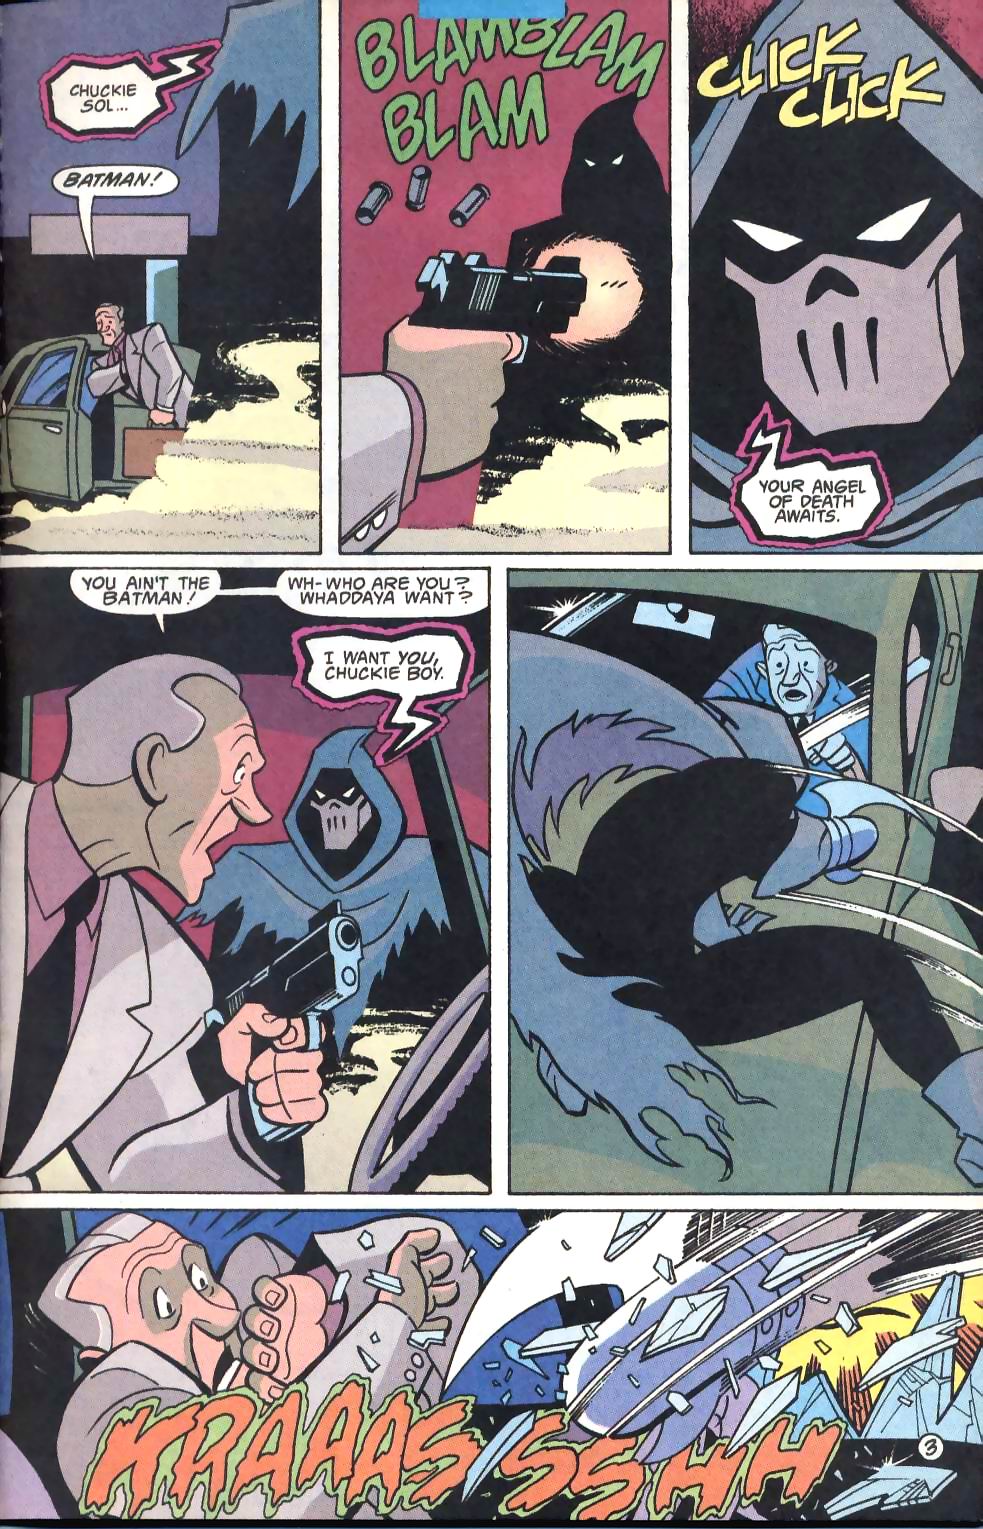 CHUCKIE
SOL...
BATMAN!
BLAMBLAM
BLAM
CLICK
CLICK
YOUR ANGEL
OF DEATH
AWAITS.
YOU AIN'T THE
BATMAN!
WH-WHO ARE YOU?
WHADDAYA WANT?
I WANT YOU,
CHUCKIE BOY.
KRAAAASSSHH
3